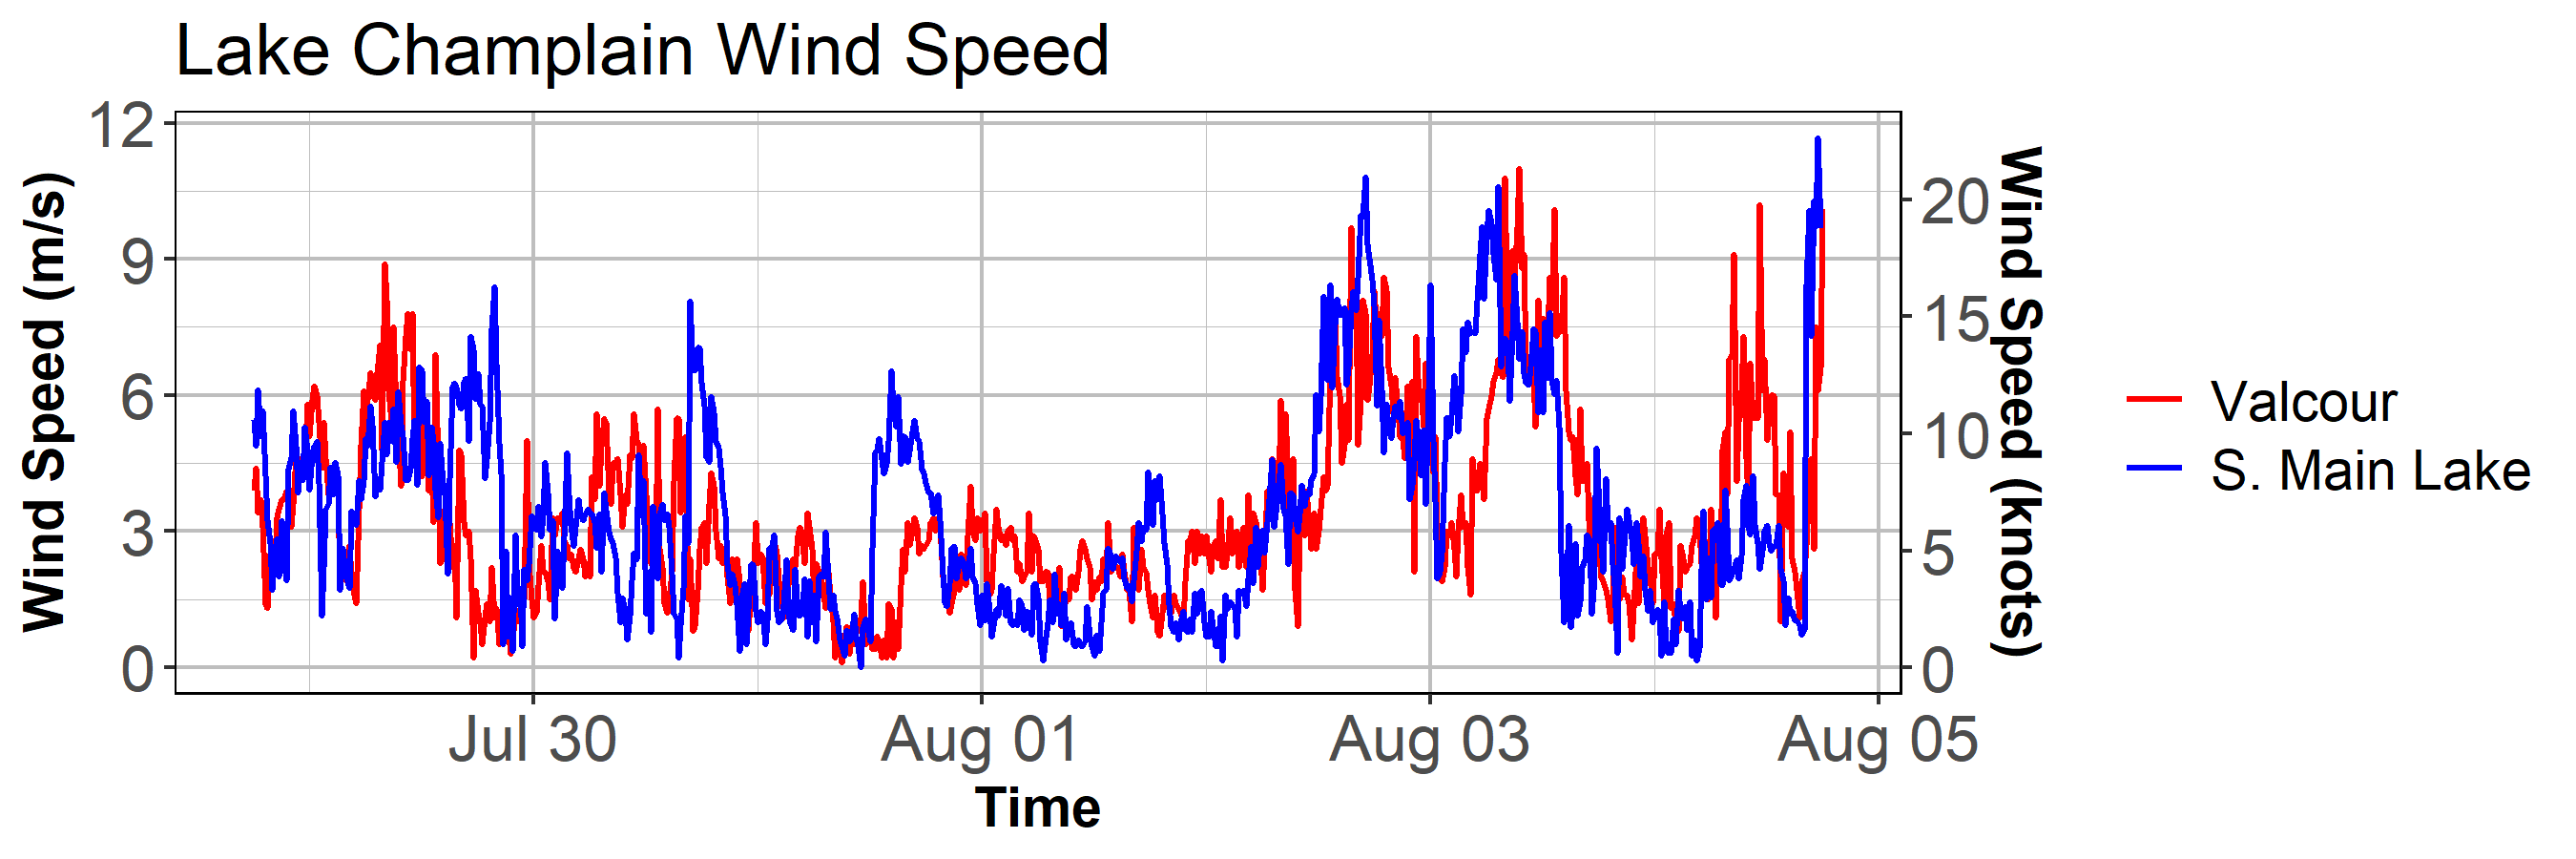 Lake Champlain Wind Speed
Wind Speed (m/s)
12
9
6
3
0
20
15
10
5
0
Wind Speed (knots)
Valcour
S. Main Lake
Jul 30
Aug 01
Aug 03
Aug 05
Time